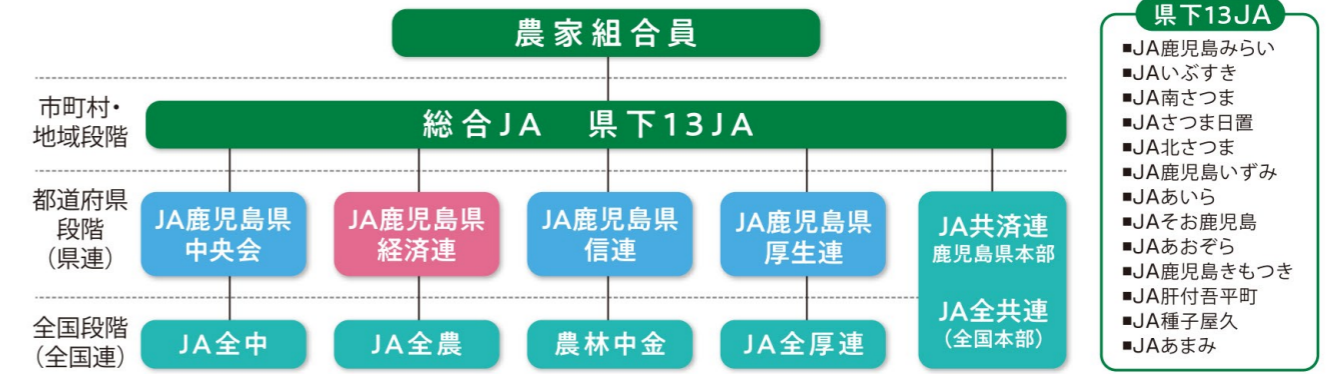 農家組合員
市町村・
地域段階
総合JA 県下13JA
都道府県
段階
（県連）
JA鹿児島県
中央会
JA鹿児島県
経済連
JA鹿児島県
信連
JA鹿児島県
厚生連
JA共済連
鹿児島県本部
全国段階
（全国連）
JA全中
JA全農
農林中金
JA全厚連
JA全共連
（全国本部）
県下13JA
■JA鹿児島みらい
■JAいぶすき
■JA南さつま
■JAさつま日置
■JA北さつま
■JA鹿児島いずみ
■JAあいら
■JAそお鹿児島
■JAあおぞら
■JA鹿児島きもつき
■JA肝付吾平町
■JA種子屋久
■JAあまみ